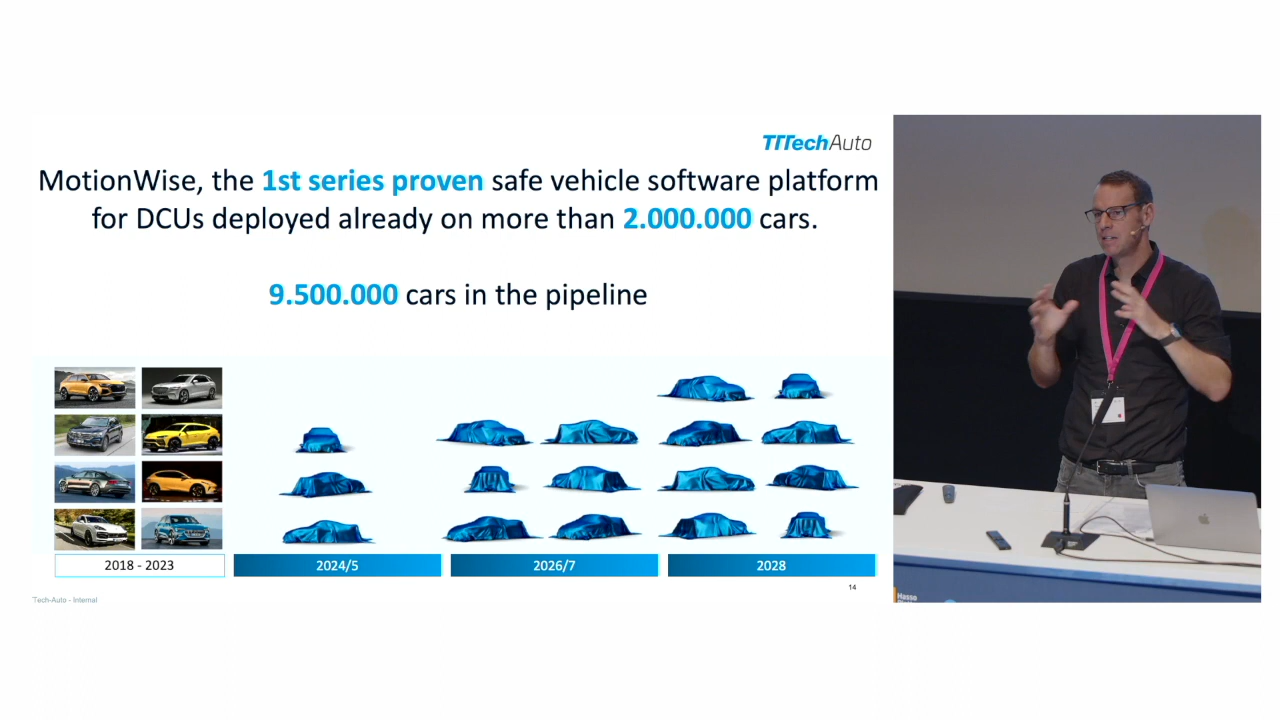 TTTechAuto
MotionWise, the 1st series proven safe vehicle software platform
for DCUs deployed already on more than 2.000.000 cars.
9.500.000 cars in the pipeline
2018 - 2023
2024/5
2026/7
2028
14
Tech-Auto - Internal
Hasso